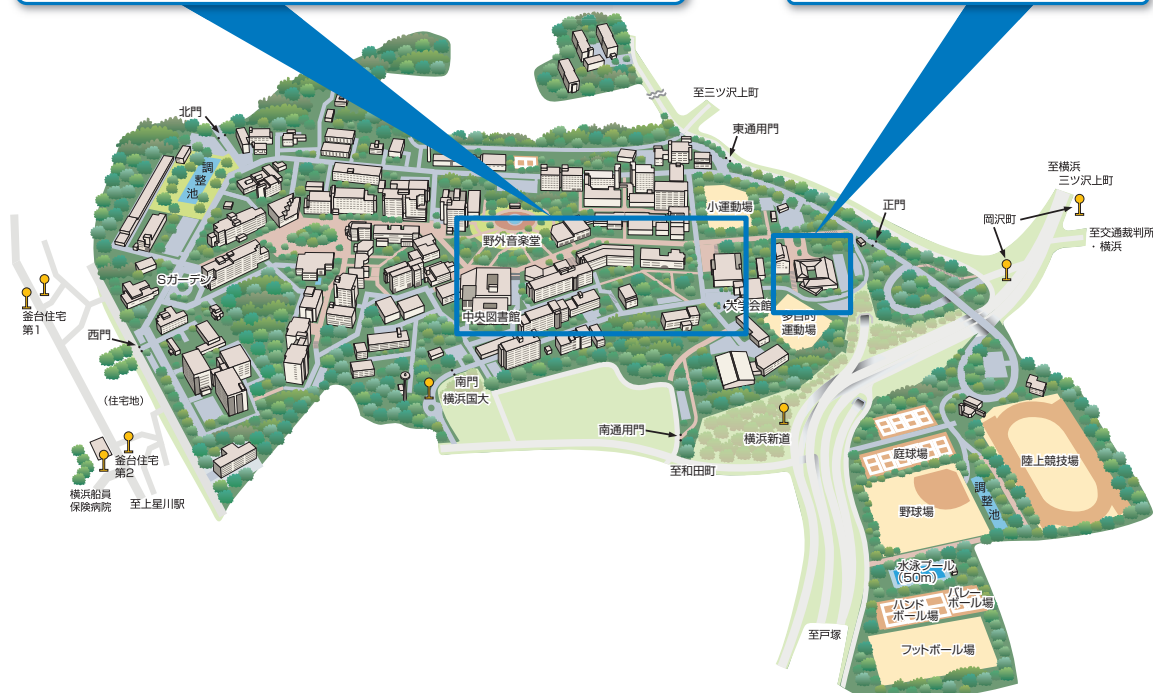 至三ツ沢上町
北門
東通用門
調整池
至横浜
三ツ沢上町
小運動場
正門
岡沢町
野外音楽堂
至交通裁判所
・横浜
Sガーデン
釜台住宅
第1
中央図書館
大学会館
多目的
運動場
西門
南門
横浜国大
(住宅地)
南通用門
横浜新道
釜台住宅
第2
至和田町
庭球場
陸上競技場
横浜船員
保険病院
至上星川駅
調整池
野球場
水泳プール
(50m)
バレー
ボール場
ハンド
ボール場
至戸塚
フットボール場